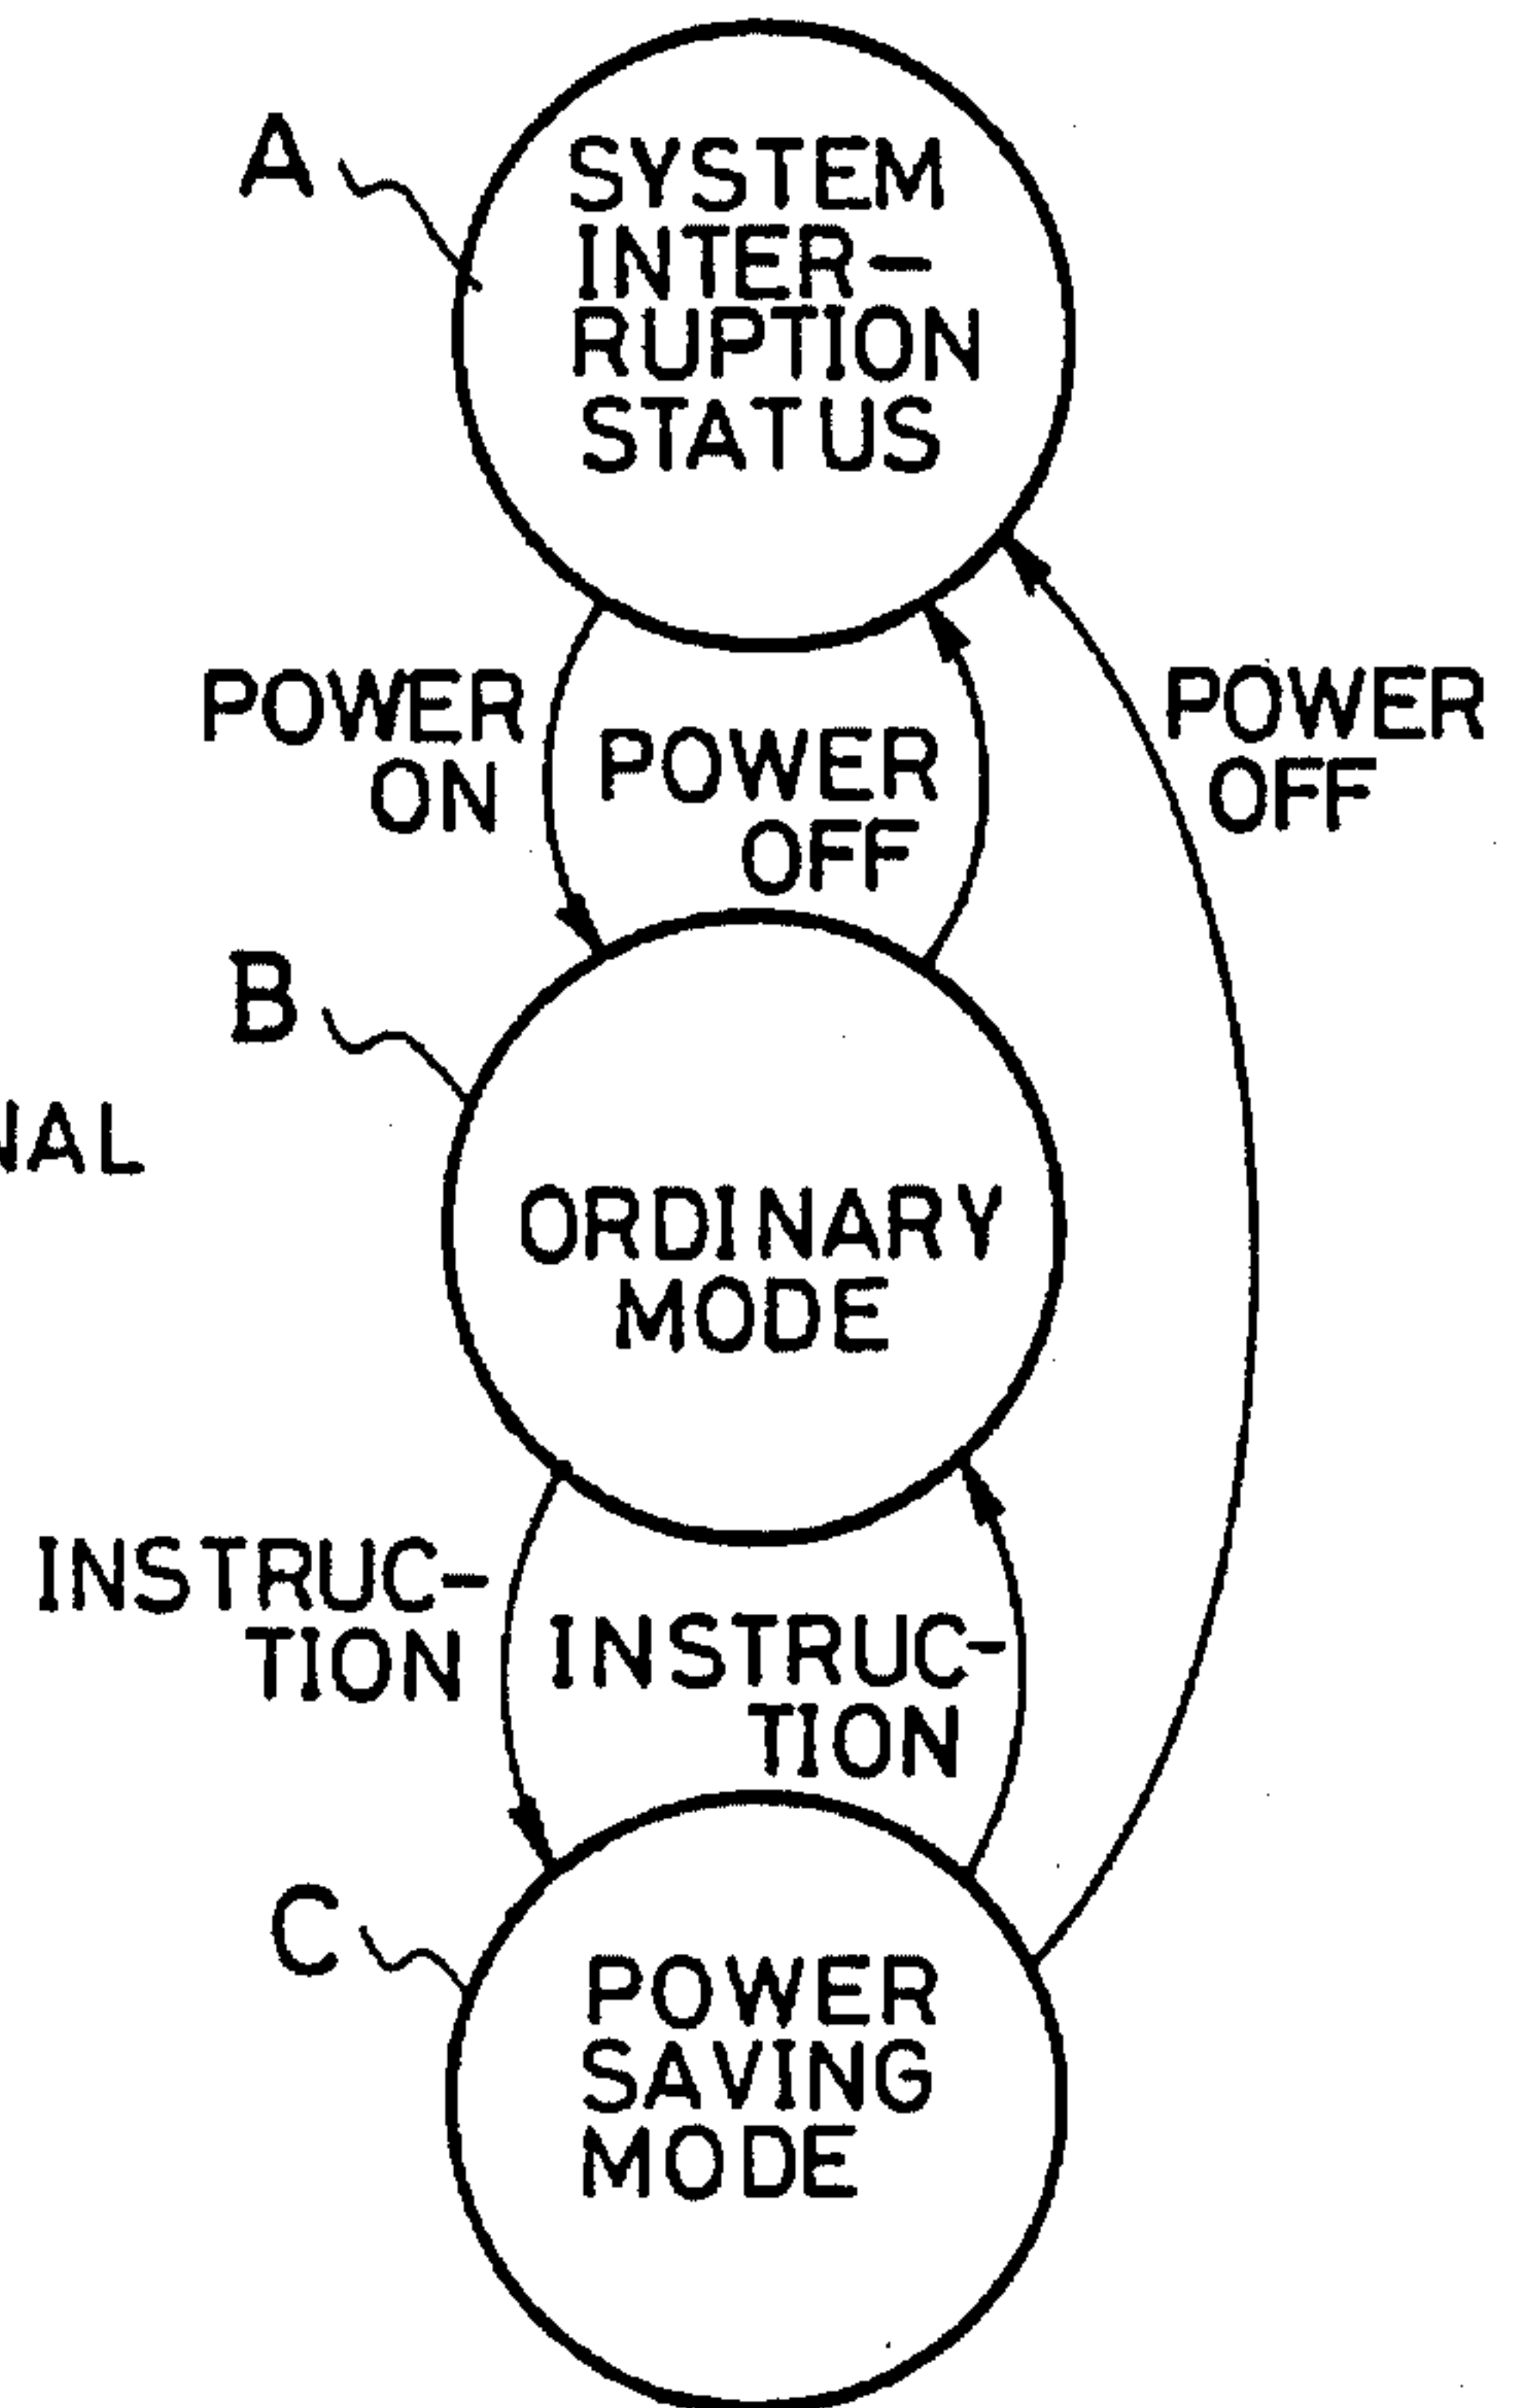 A
SYSTEM
INTER-
RUPTION
STATUS
POWER
ON
POWER
OFF
POWER
OFF
B
NAL
ORDINARY
MODE
INSTRUC-
TION
INSTRUC-
TION
C
POWER
SAVING
MODE